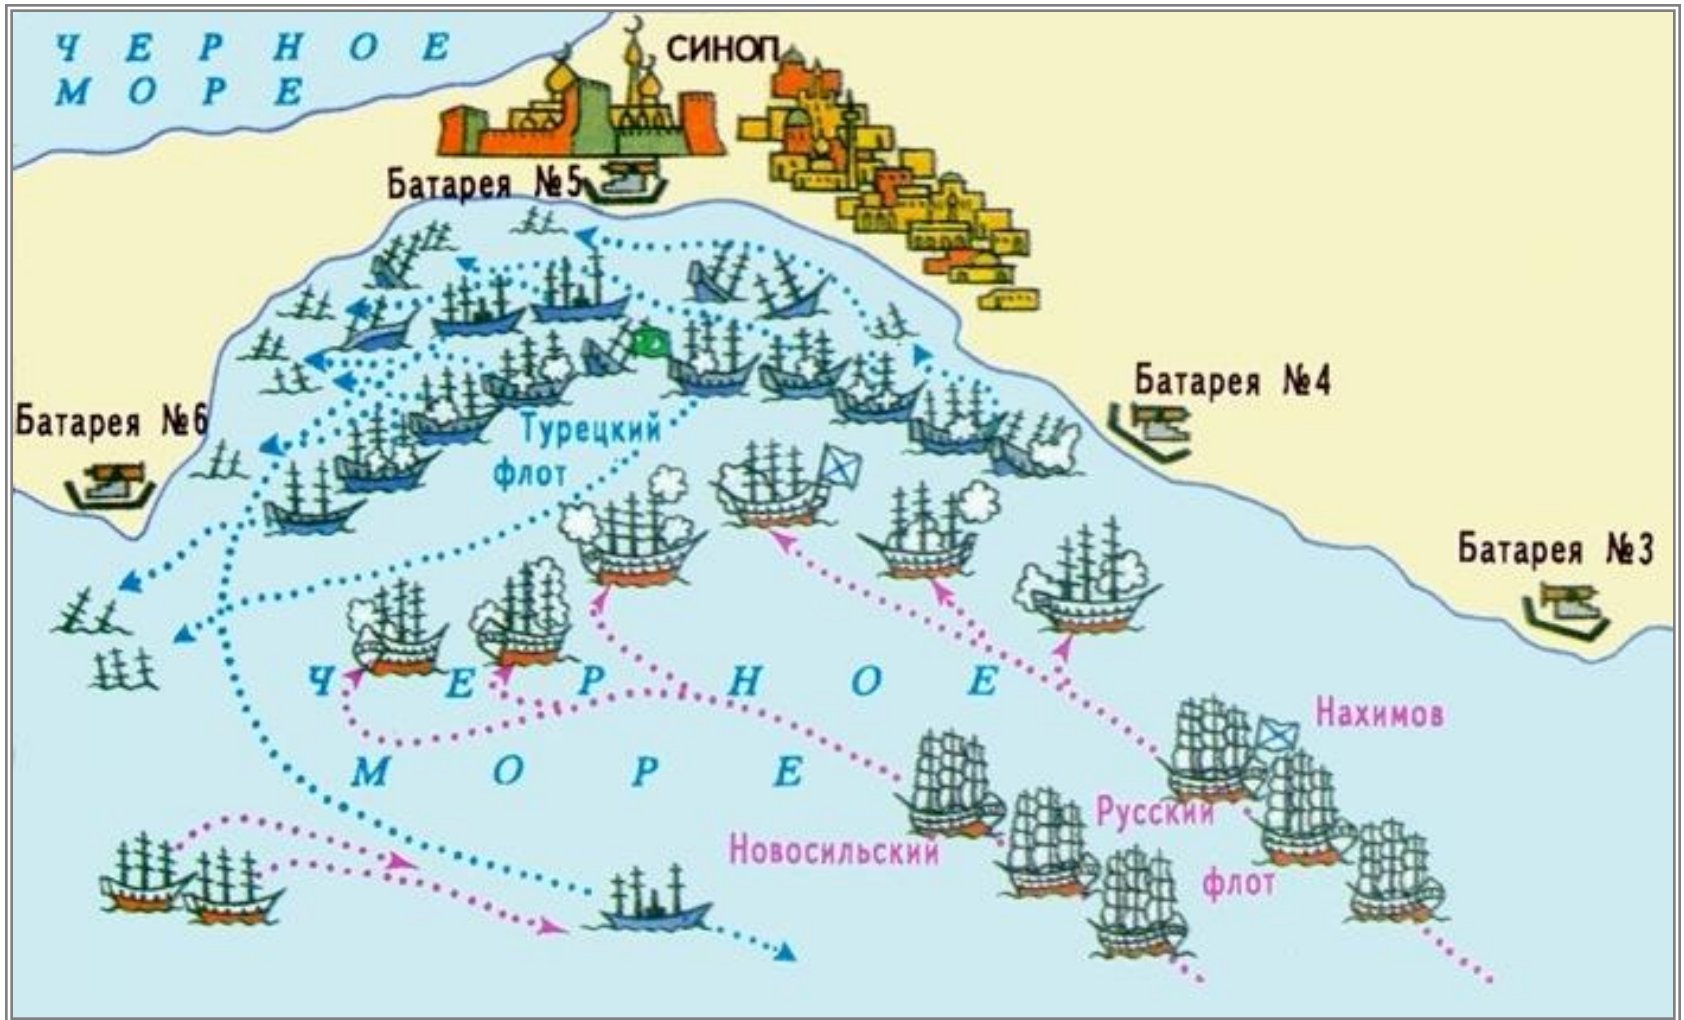 ЧЕРНОЕ
МОРЕ
СИНОП
Батарея №5
Батарея №4
Батарея №6
Турецкий
флот
Батарея №3
ЧЕРНОЕ
МОРЕ
Нахимов
Русский
флот
Новосильский